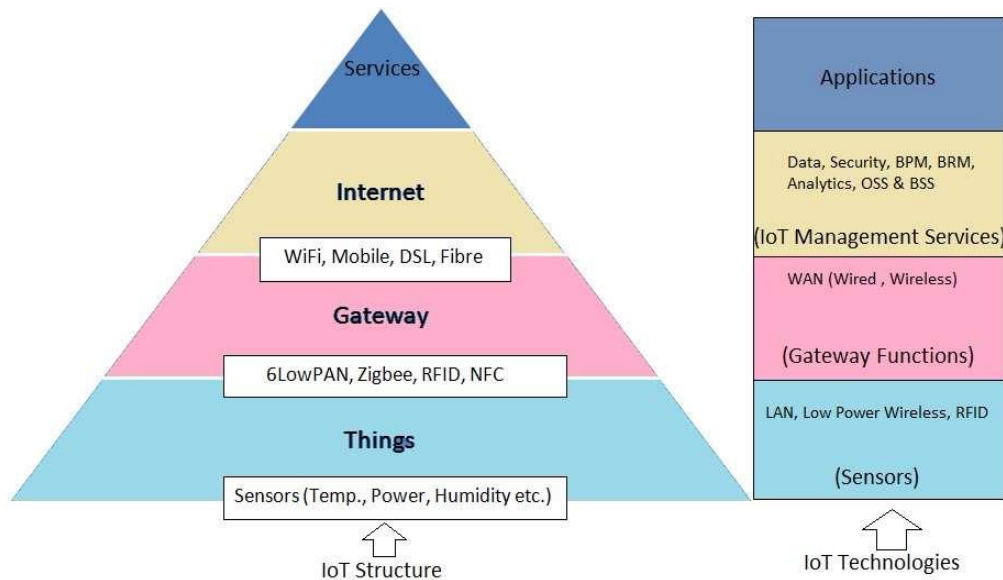 Services
Internet
WiFi, Mobile, DSL, Fibre
Gateway
6LowPAN, Zigbee, RFID, NFC
Things
Sensors (Temp., Power, Humidity etc.)
IoT Structure
Applications
Data, Security, BPM, BRM,
Analytics, OSS & BSS
(IoT Management Services)
WAN (Wired , Wireless)
(Gateway Functions)
LAN, Low Power Wireless, RFID
(Sensors)
IoT Technologies